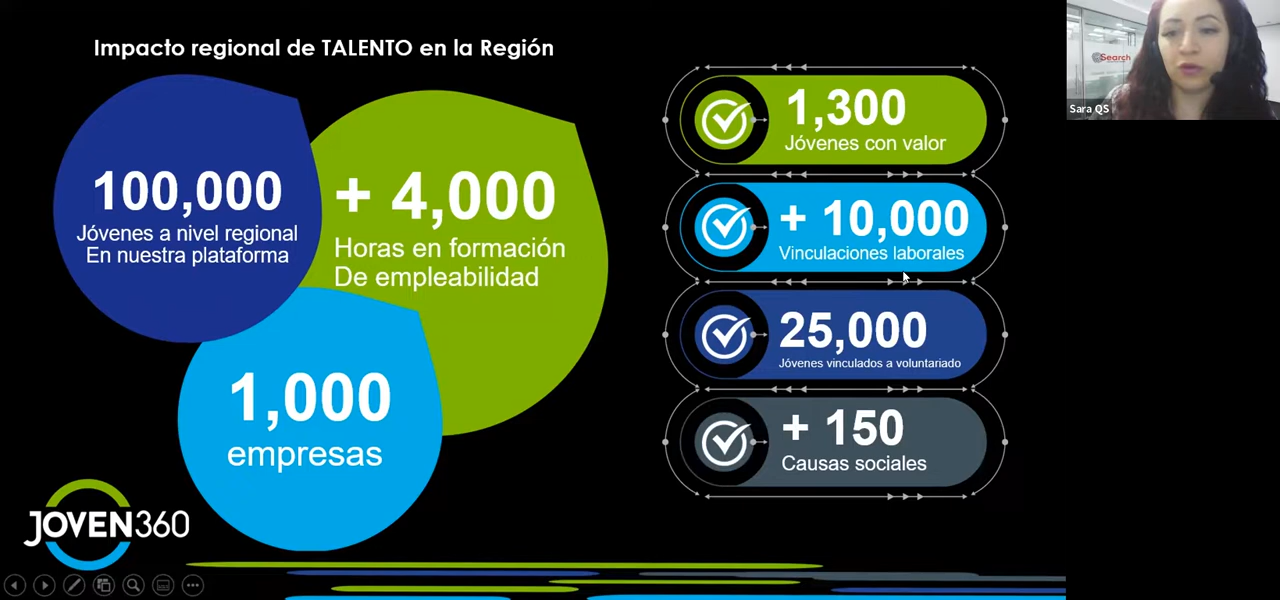 Impacto regional de TALENTO en la Región
100,000
Jóvenes a nivel regional
En nuestra plataforma
+ 4,000
Horas en formación
De empleabilidad
1,000
empresas
JOVEN360
1,300
Jóvenes con valor
+ 10,000
Vinculaciones laborales
25,000
Jóvenes vinculados a voluntariado
+ 150
Causas sociales
Search
Sara QS